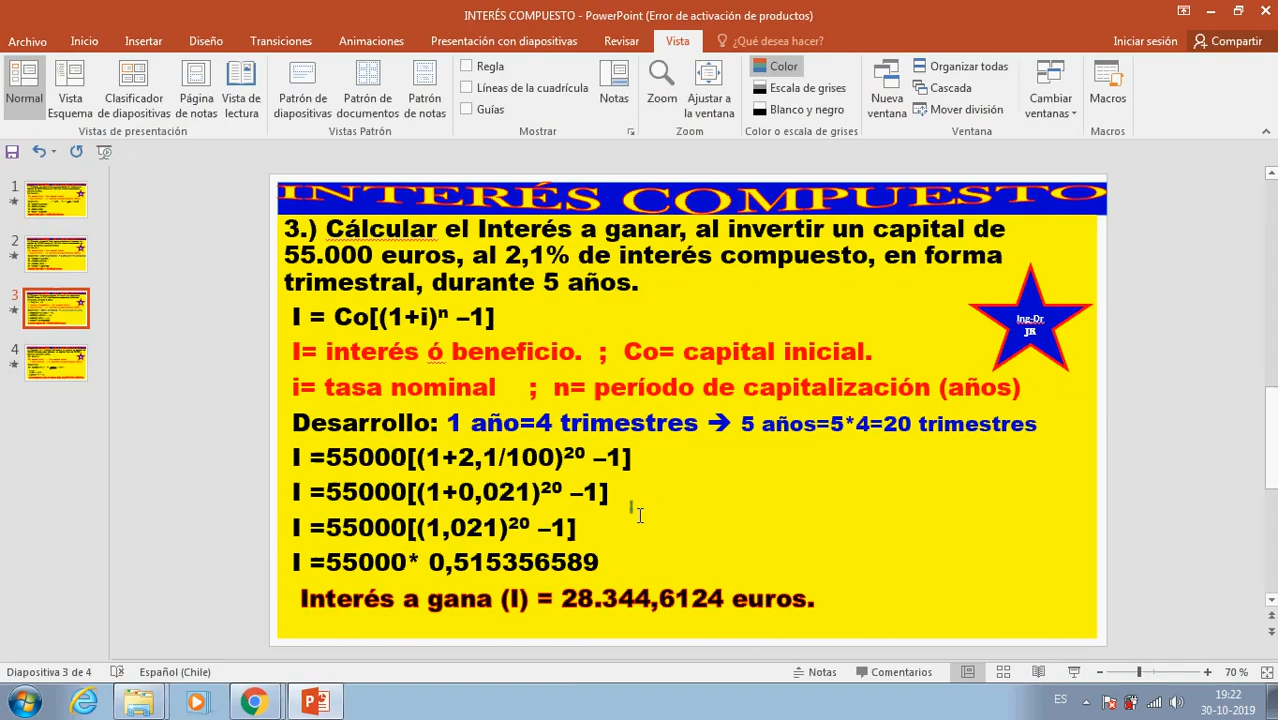 INTERÉS COMPUESTO - PowerPoint (Error de activación de productos)
Archivo Inicio Insertar Diseño Transiciones Animaciones Presentación con diapositivas Revisar Vista ¿Qué desea hacer? Iniciar sesión Compartir
Normal
Vista Esquema
Clasificador de diapositivas
Página de notas
Vista de lectura
Vistas de presentación
Patrón de diapositivas
Patrón de documentos
Patrón de notas
Vistas Patrón
Regla
Líneas de la cuadrícula
Guías
Notas
Mostrar
Zoom
Ajustar a la ventana
Zoom
Color
Escala de grises
Blanco y negro
Color o escala de grises
Nueva ventana
Organizar todas
Cascada
Mover división
Cambiar ventanas
Ventana
Macros
Macros
1
2
3
4
INTERÉS COMPUESTO
3.) Cálcular el Interés a ganar, al invertir un capital de
55.000 euros, al 2,1% de interés compuesto, en forma
trimestral, durante 5 años.
I = Co[(1+i)ⁿ –1]
I= interés ó beneficio. ; Co= capital inicial.
i= tasa nominal ; n= período de capitalización (años)
Desarrollo: 1 año=4 trimestres → 5 años=5*4=20 trimestres
I =55000[(1+2,1/100)²⁰ –1]
I =55000[(1+0,021)²⁰ –1]
I =55000[(1,021)²⁰ –1]
I =55000* 0,515356589
Interés a gana (I) = 28.344,6124 euros.
Ing-Dr
Diapositiva 3 de 4 Español (Chile) Notas Comentarios 70 %
ES
19:22
30-10-2019